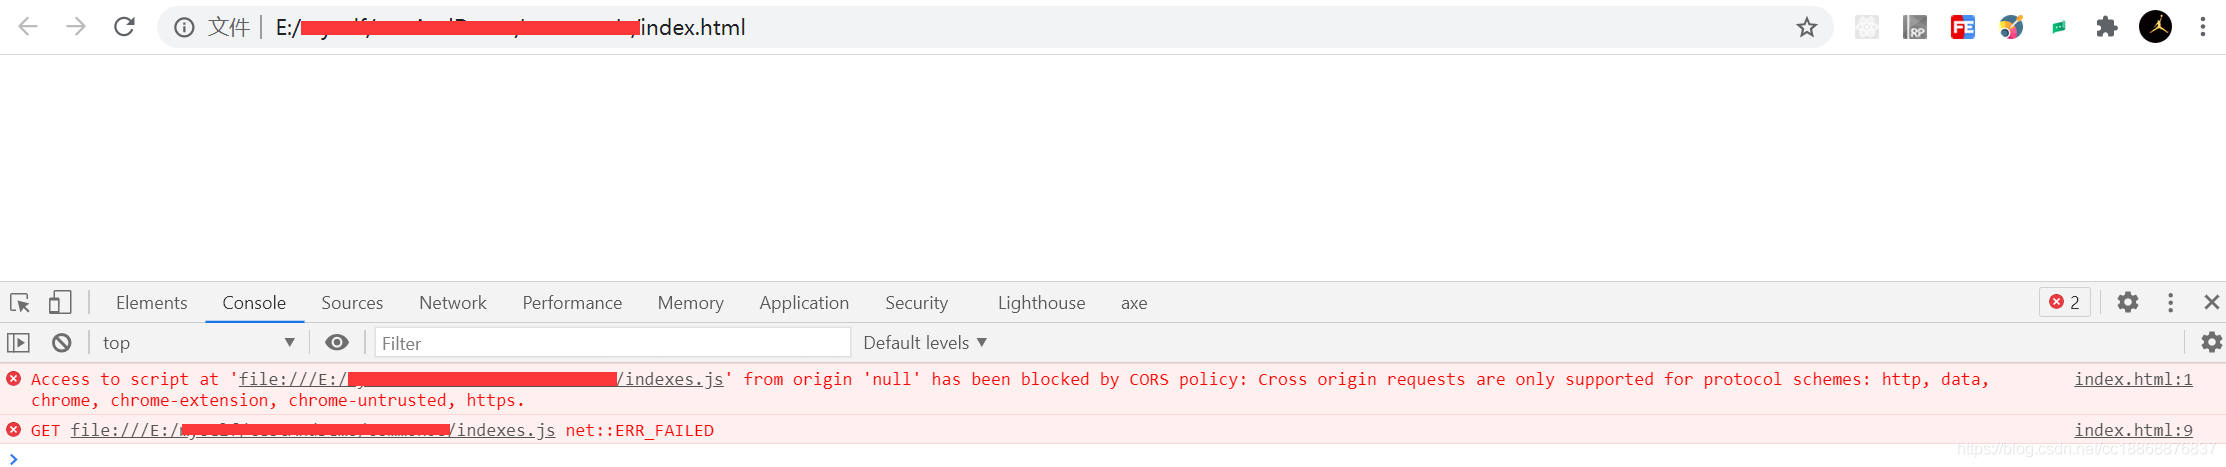 文件 E:/ /index.html
RP FE
Elements Console Sources Network Performance Memory Application Security Lighthouse axe 2
top Filter Default levels
Access to script at 'file:///E:/ /indexes.js' from origin 'null' has been blocked by CORS policy: Cross origin requests are only supported for protocol schemes: http, data, index.html:1
chrome, chrome-extension, chrome-untrusted, https.
GET file:///E:/ /indexes.js net::ERR_FAILED index.html:9
https://blog.csdn.net/cc18868876837